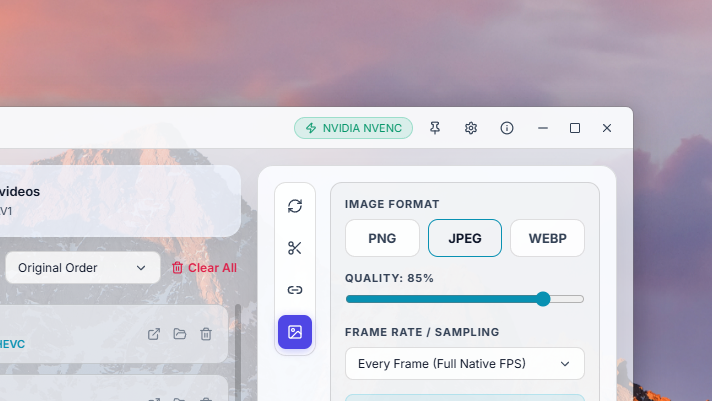 NVIDIA NVENC
videos
V1
Original Order
Clear All
HEVC
IMAGE FORMAT
PNG
JPEG
WEBP
QUALITY: 85%
FRAME RATE / SAMPLING
Every Frame (Full Native FPS)